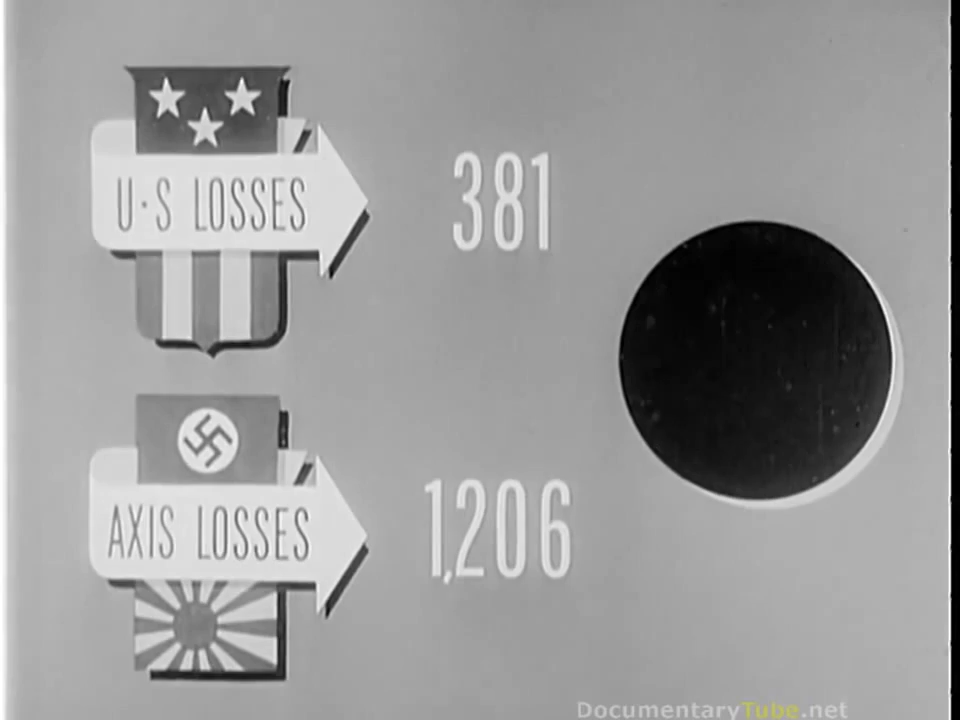 U·S LOSSES
381
AXIS LOSSES
1,206
DocumentaryTube.net